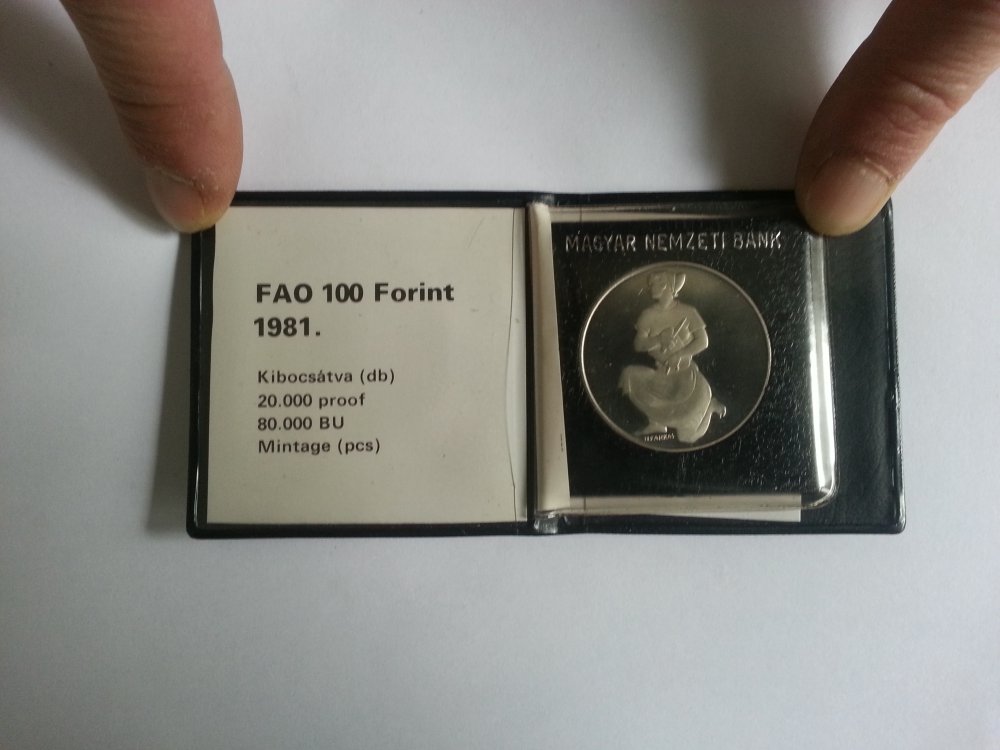 FAO 100 Forint
1981.
Kibocsátva (db)
20.000 proof
80.000 BU
Mintage (pcs)
MAGYAR NEMZETI BANK